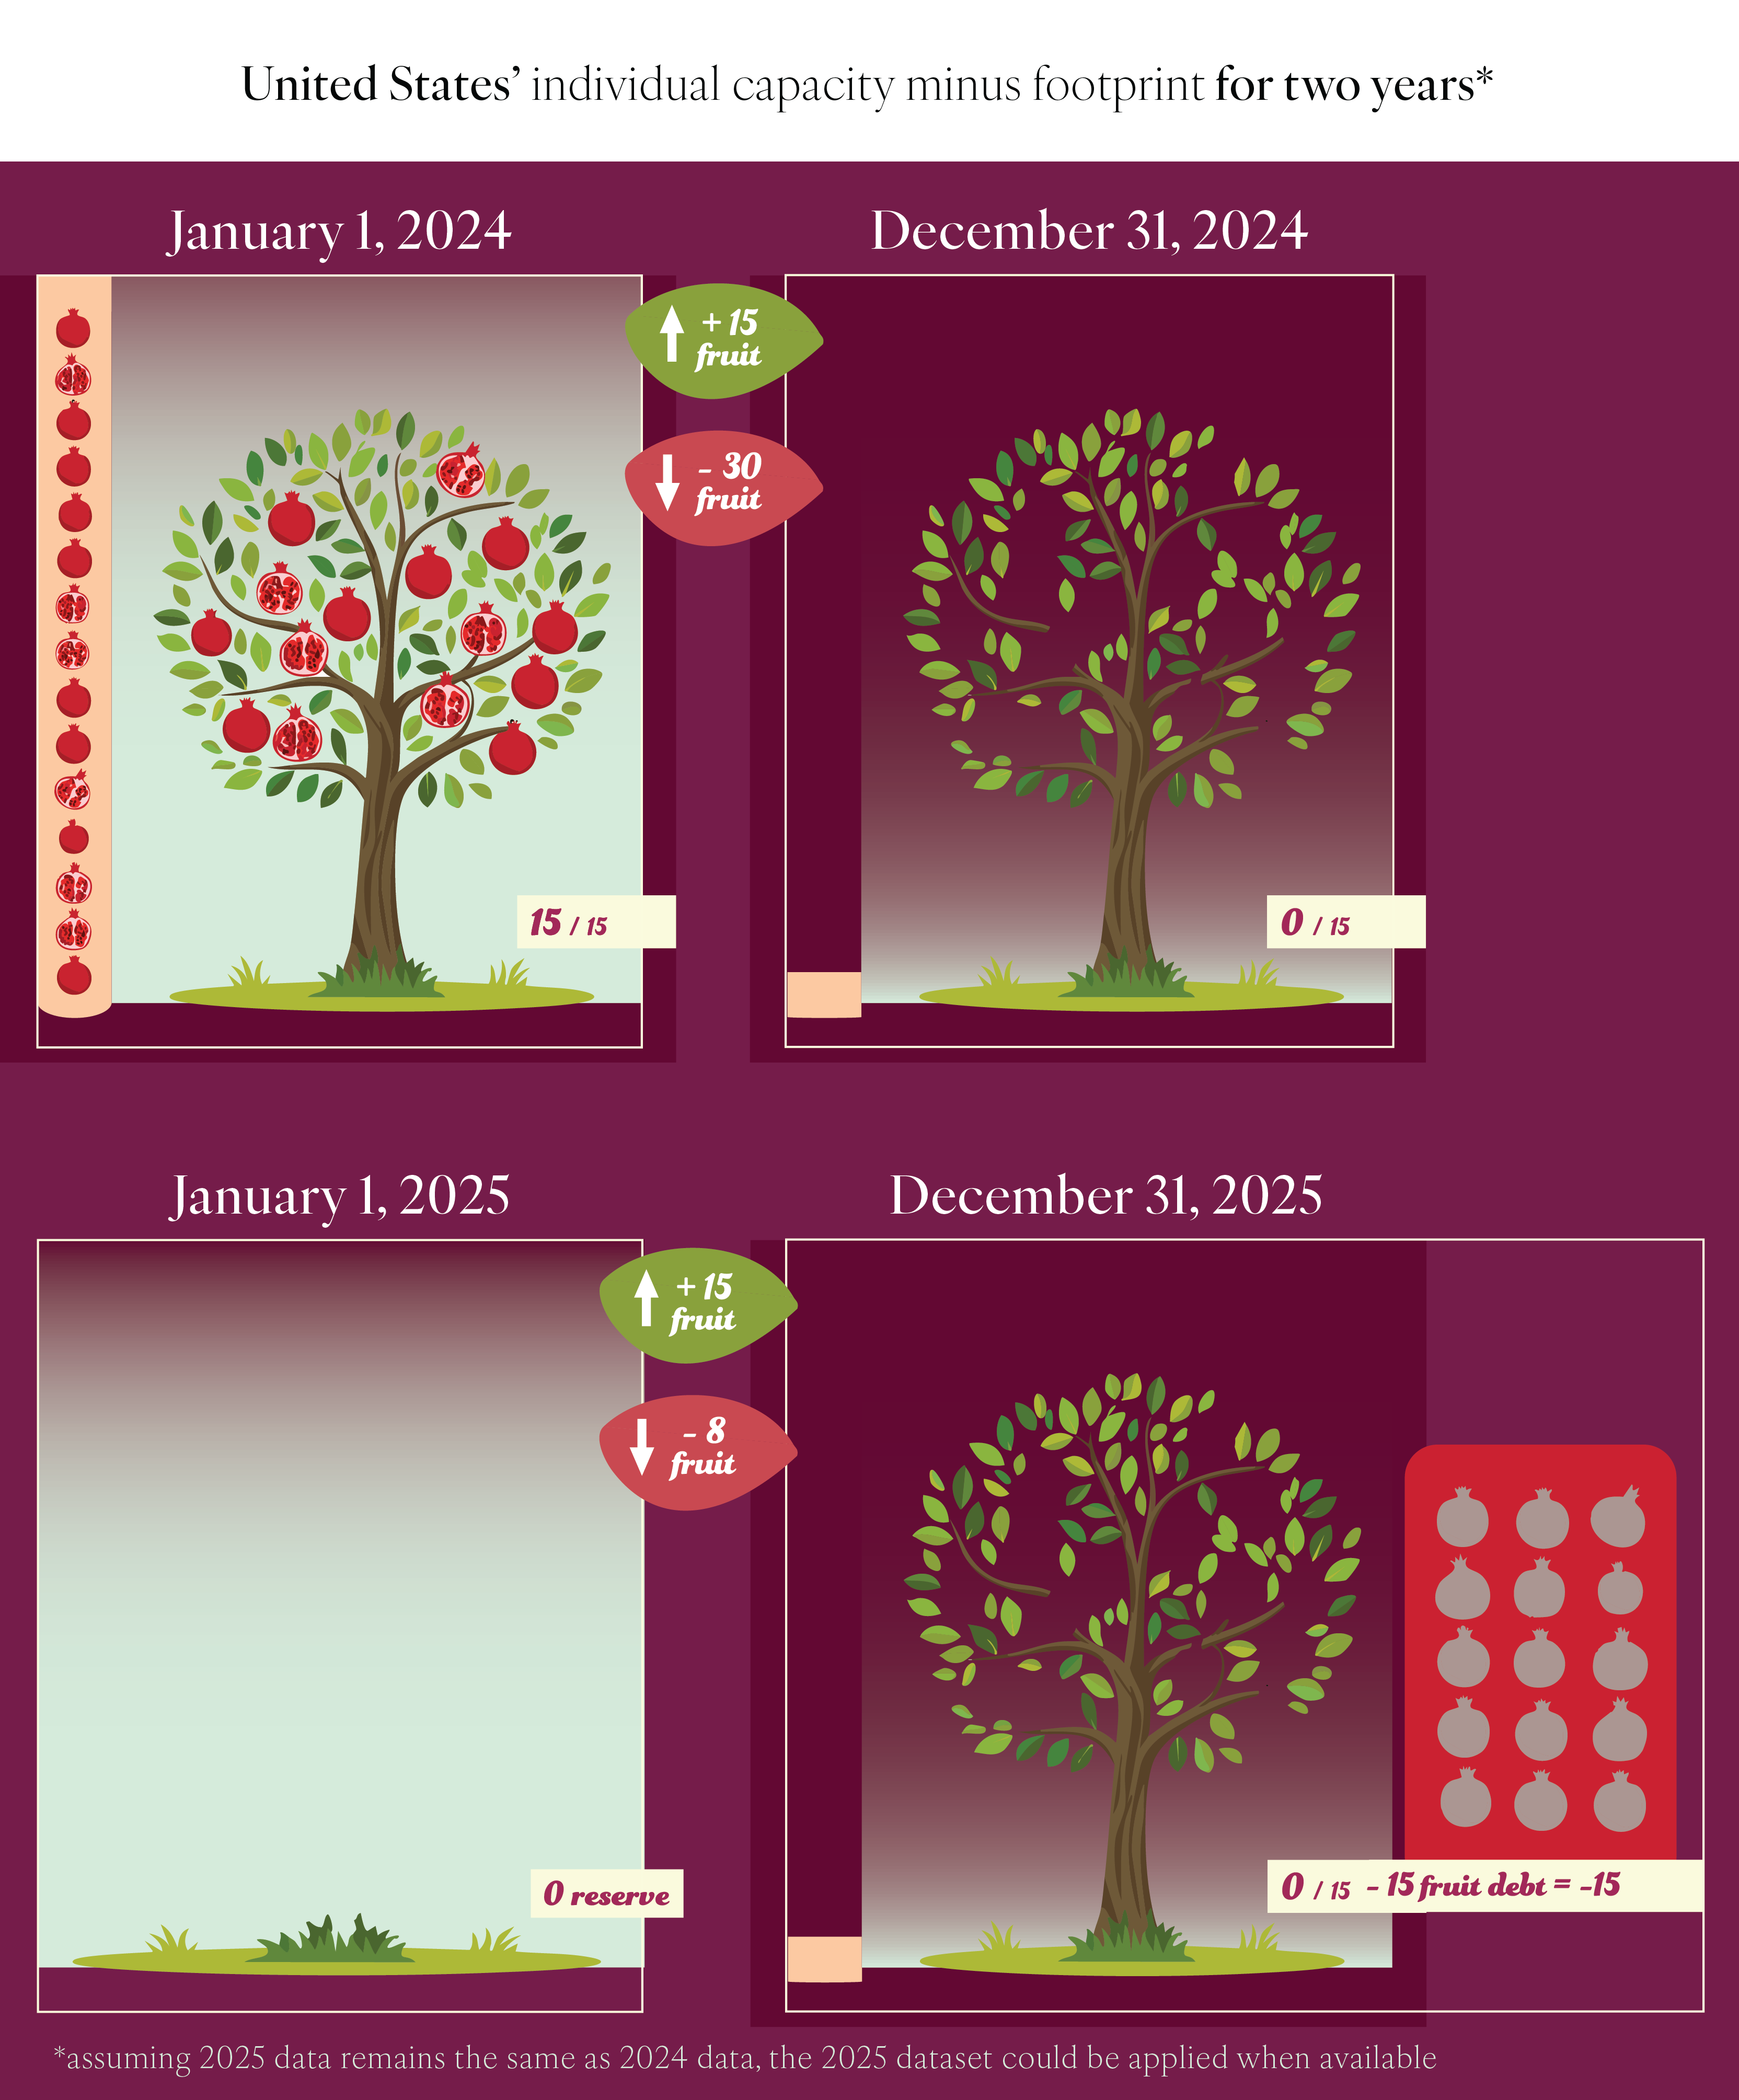 United States’ individual capacity minus footprint for two years*
January 1, 2024
December 31, 2024
+ 15
fruit
- 30
fruit
15 / 15
0 / 15
January 1, 2025
December 31, 2025
+ 15
fruit
- 8
fruit
0 reserve
0 / 15 - 15 fruit debt = -15
*assuming 2025 data remains the same as 2024 data, the 2025 dataset could be applied when available